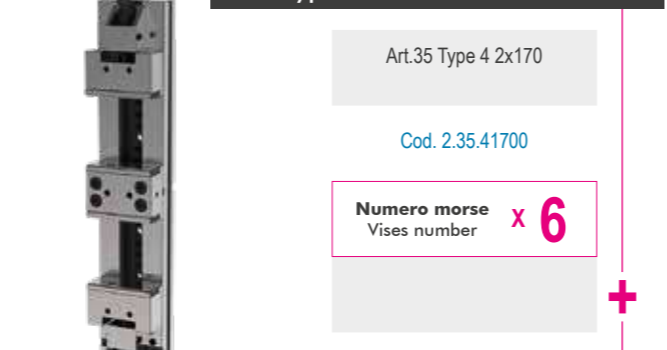 Art.35 Type 4 2x170
Cod. 2.35.41700
Numero morse
Vises number
x 6
+